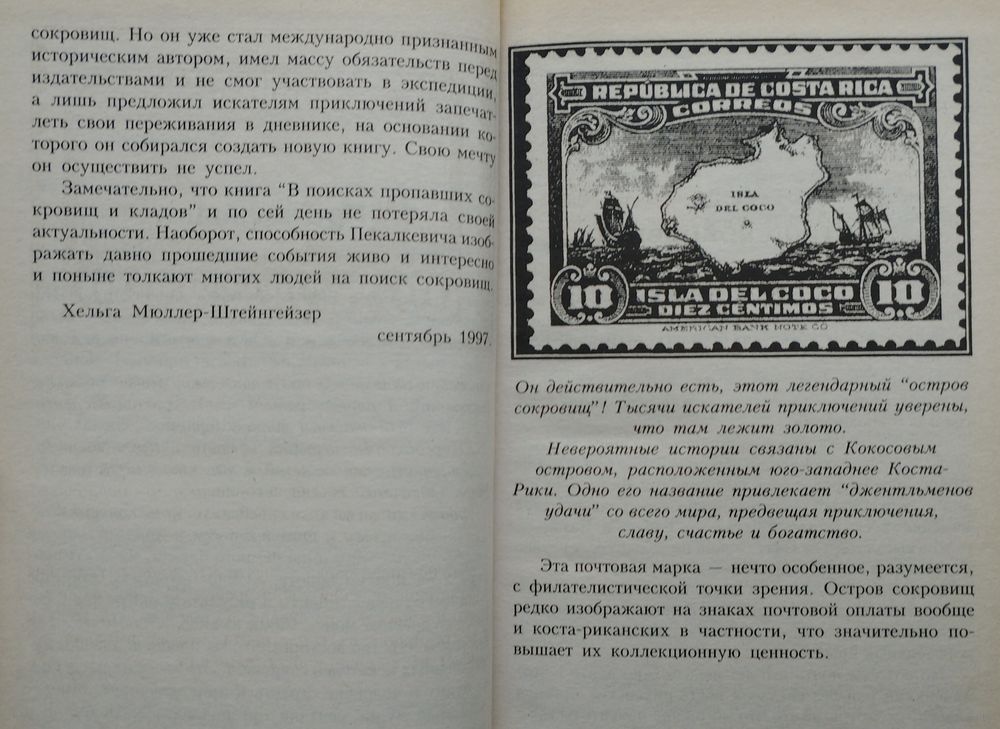 сокровищ. Но он уже стал международно признанным
историческим автором, имел массу обязательств перед
издательствами и не смог участвовать в экспедиции,
а лишь предложил искателям приключений запечат-
леть свои переживания в дневнике, на основании ко-
торого он собирался создать новую книгу. Свою мечту
он осуществить не успел.
Замечательно, что книга “В поисках пропавших со-
кровищ и кладов” и по сей день не потеряла своей
актуальности. Наоборот, способность Пекалкевича изоб-
ражать давно прошедшие события живо и интересно
и поныне толкают многих людей на поиск сокровищ.
Хельга Мюллер-Штейнгейзер
сентябрь 1997.
REPÚBLICA DE COSTA RICA
CORREOS
ISLA
DEL COCO
10 ISLA DEL COCO 10
DIEZ CENTIMOS
AMERICAN BANK NOTE CO
Он действительно есть, этот легендарный “остров
сокровищ”! Тысячи искателей приключений уверены,
что там лежит золото.
Невероятные истории связаны с Кокосовым
островом, расположенным юго-западнее Коста-
Рики. Одно его название привлекает “джентльменов
удачи” со всего мира, предвещая приключения,
славу, счастье и богатство.
Эта почтовая марка — нечто особенное, разумеется,
с филателистической точки зрения. Остров сокровищ
редко изображают на знаках почтовой оплаты вообще
и коста-риканских в частности, что значительно по-
вышает их коллекционную ценность.